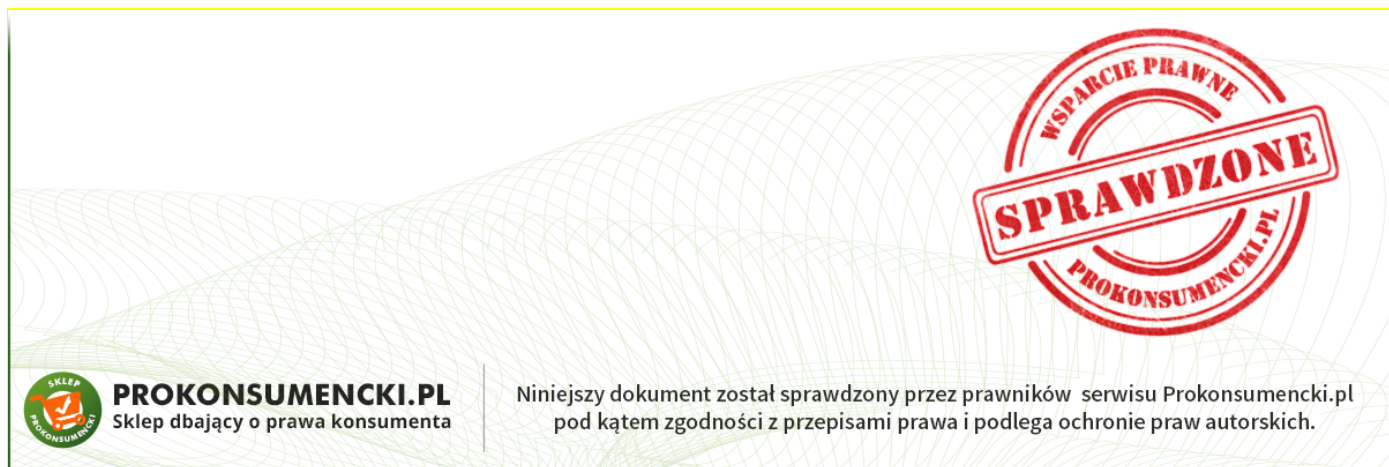 WSPARCIE PRAWNE
SPRAWDZONE
PROKONSUMENCKI.PL
SKLEP
PROKONSUMENCKI
PROKONSUMENCKI.PL
Sklep dbający o prawa konsumenta
Niniejszy dokument został sprawdzony przez prawników serwisu Prokonsumencki.pl
pod kątem zgodności z przepisami prawa i podlega ochronie praw autorskich.